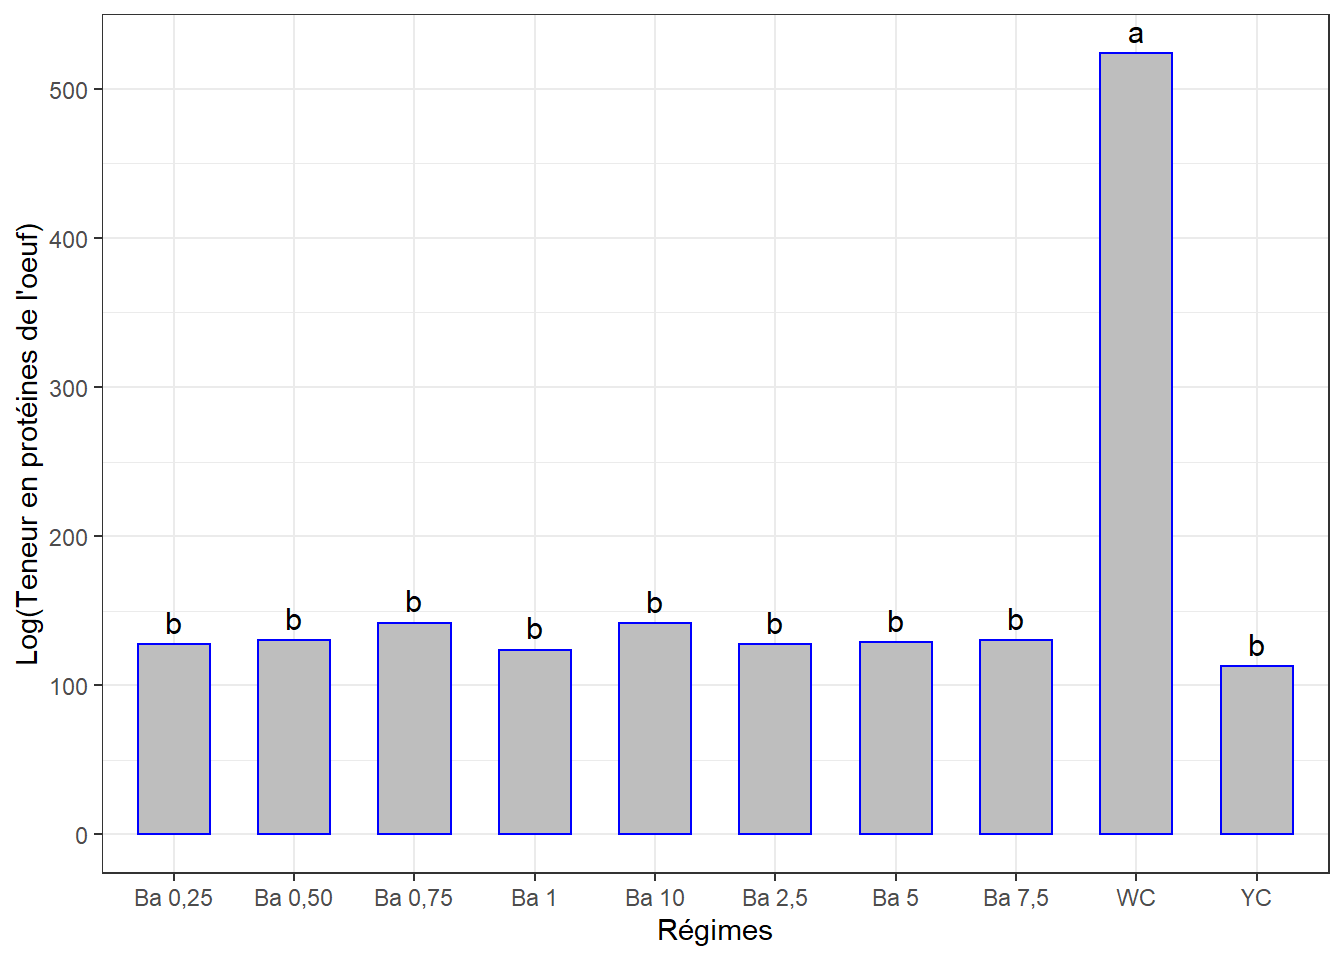 Log(Teneur en protéines de l'oeuf)
500
400
300
200
100
0
b
b
b
b
b
b
b
b
a
b
Ba 0,25
Ba 0,50
Ba 0,75
Ba 1
Ba 10
Ba 2,5
Ba 5
Ba 7,5
WC
YC
Régimes